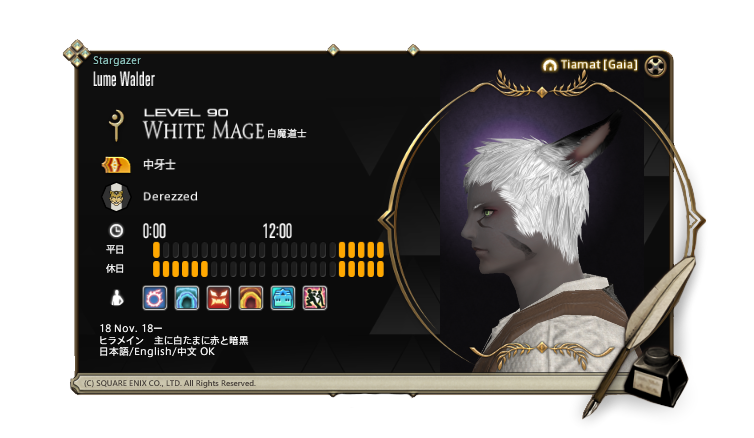 Stargazer
Lume Walder
Tiamat [Gaia]
LEVEL 90
WHITE MAGE 白魔道士
中牙士
Derezzed
0:00 12:00
平日
休日
18 Nov. 18ー
ヒラメイン 主に白たまに赤と暗黒
日本語/English/中文 OK
(C) SQUARE ENIX CO., LTD. All Rights Reserved.